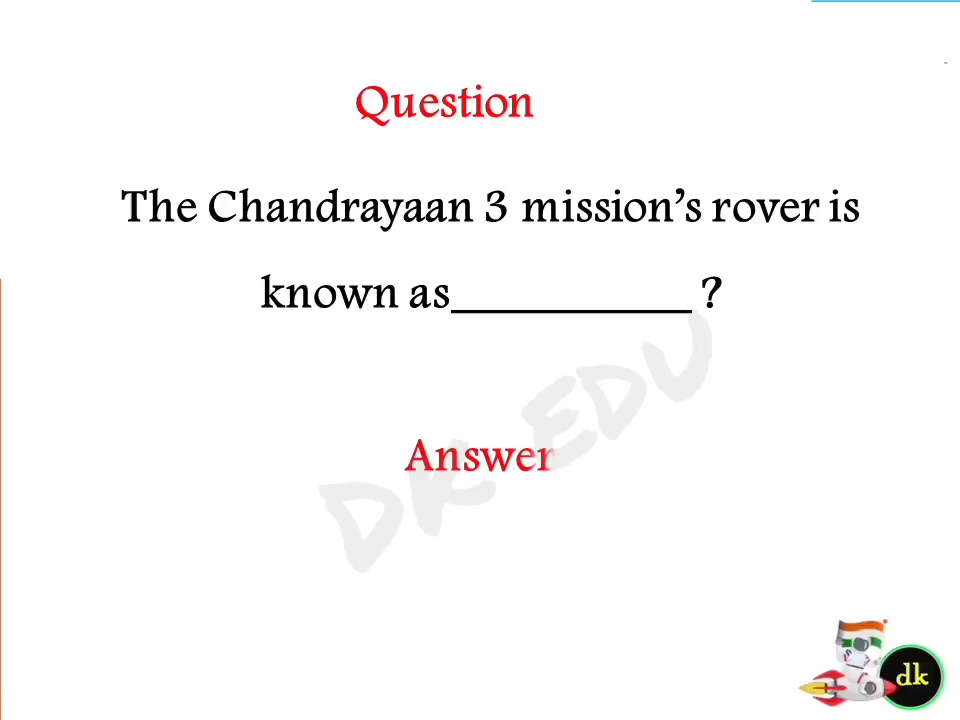 Question
The Chandrayaan 3 mission’s rover is
known as__________ ?
DK EDU
Answer
dk